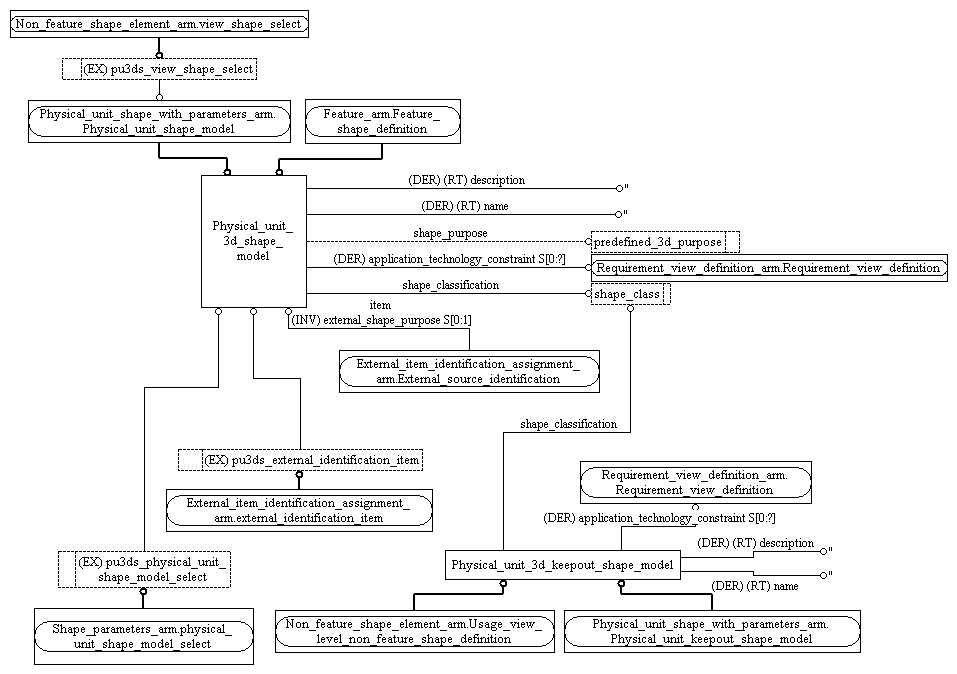 Non_feature_shape_element_arm.view_shape_select
(EX) pu3ds_view_shape_select
Physical_unit_shape_with_parameters_arm.
Physical_unit_shape_model
Feature_arm.Feature_
shape_definition
(DER) (RT) description
"
(DER) (RT) name
"
Physical_unit_
3d_shape_
model
shape_purpose
predefined_3d_purpose
(DER) application_technology_constraint S[0:?]
Requirement_view_definition_arm.Requirement_view_definition
shape_classification
shape_class
item
(INV) external_shape_purpose S[0:1]
External_item_identification_assignment_
arm.External_source_identification
shape_classification
(EX) pu3ds_external_identification_item
External_item_identification_assignment_
arm.external_identification_item
Requirement_view_definition_arm.
Requirement_view_definition
(DER) application_technology_constraint S[0:?]
(DER) (RT) description
"
(EX) pu3ds_physical_unit_
shape_model_select
Physical_unit_3d_keepout_shape_model
"
(DER) (RT) name
Shape_parameters_arm.physical_
unit_shape_model_select
Non_feature_shape_element_arm.Usage_view_
level_non_feature_shape_definition
Physical_unit_shape_with_parameters_arm.
Physical_unit_keepout_shape_model